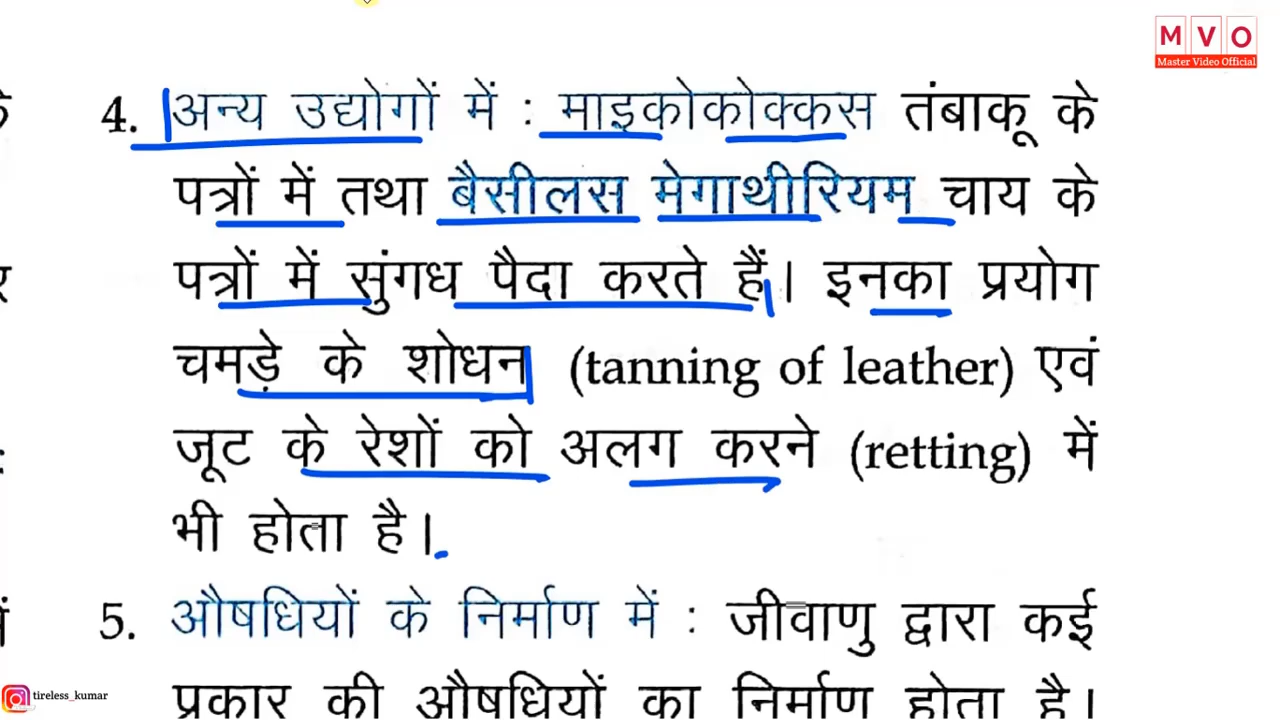 M V O
Master Video Official
4. अन्य उद्योगों में : माइकोकोक्कस तंबाकू के
पत्रों में तथा बैसीलस मेगाथीरियम चाय के
पत्रों में सुंगध पैदा करते हैं। इनका प्रयोग
चमड़े के शोधन (tanning of leather) एवं
जूट के रेशों को अलग करने (retting) में
भी होता है।
5. औषधियों के निर्माण में : जीवाणु द्वारा कई
प्रकार की औषधियों का निर्माण होता है।
tireless_kumar